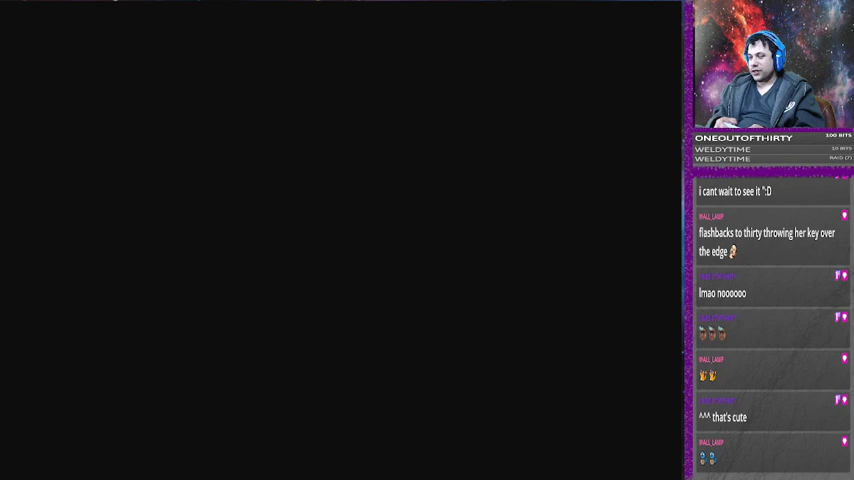 ONEOUTOFTHIRTY 100 BITS
WELDYTIME 10 BITS
WELDYTIME RAID (7)
i cant wait to see it ":D
WALL_LAMP
flashbacks to thirty throwing her key over
the edge
lmao noooooo
WALL_LAMP
^^^ that's cute
WALL_LAMP